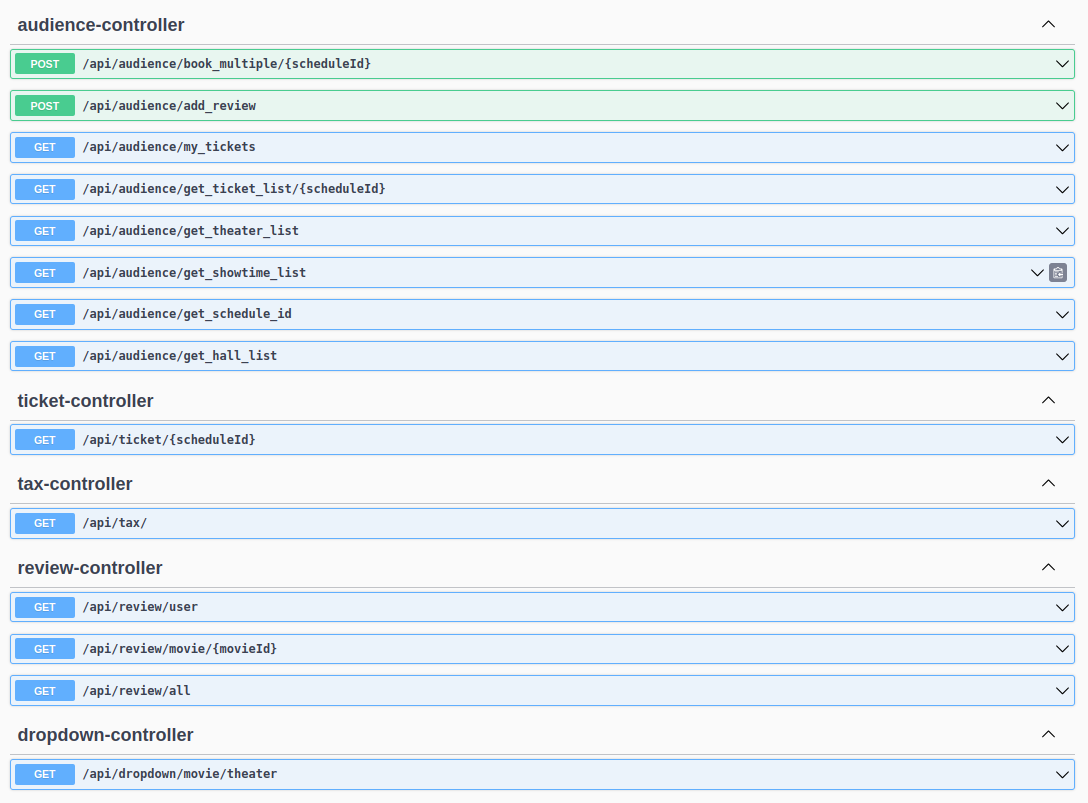 audience-controller
POST /api/audience/book_multiple/{scheduleId}
POST /api/audience/add_review
GET /api/audience/my_tickets
GET /api/audience/get_ticket_list/{scheduleId}
GET /api/audience/get_theater_list
GET /api/audience/get_showtime_list
GET /api/audience/get_schedule_id
GET /api/audience/get_hall_list
ticket-controller
GET /api/ticket/{scheduleId}
tax-controller
GET /api/tax/
review-controller
GET /api/review/user
GET /api/review/movie/{movieId}
GET /api/review/all
dropdown-controller
GET /api/dropdown/movie/theater